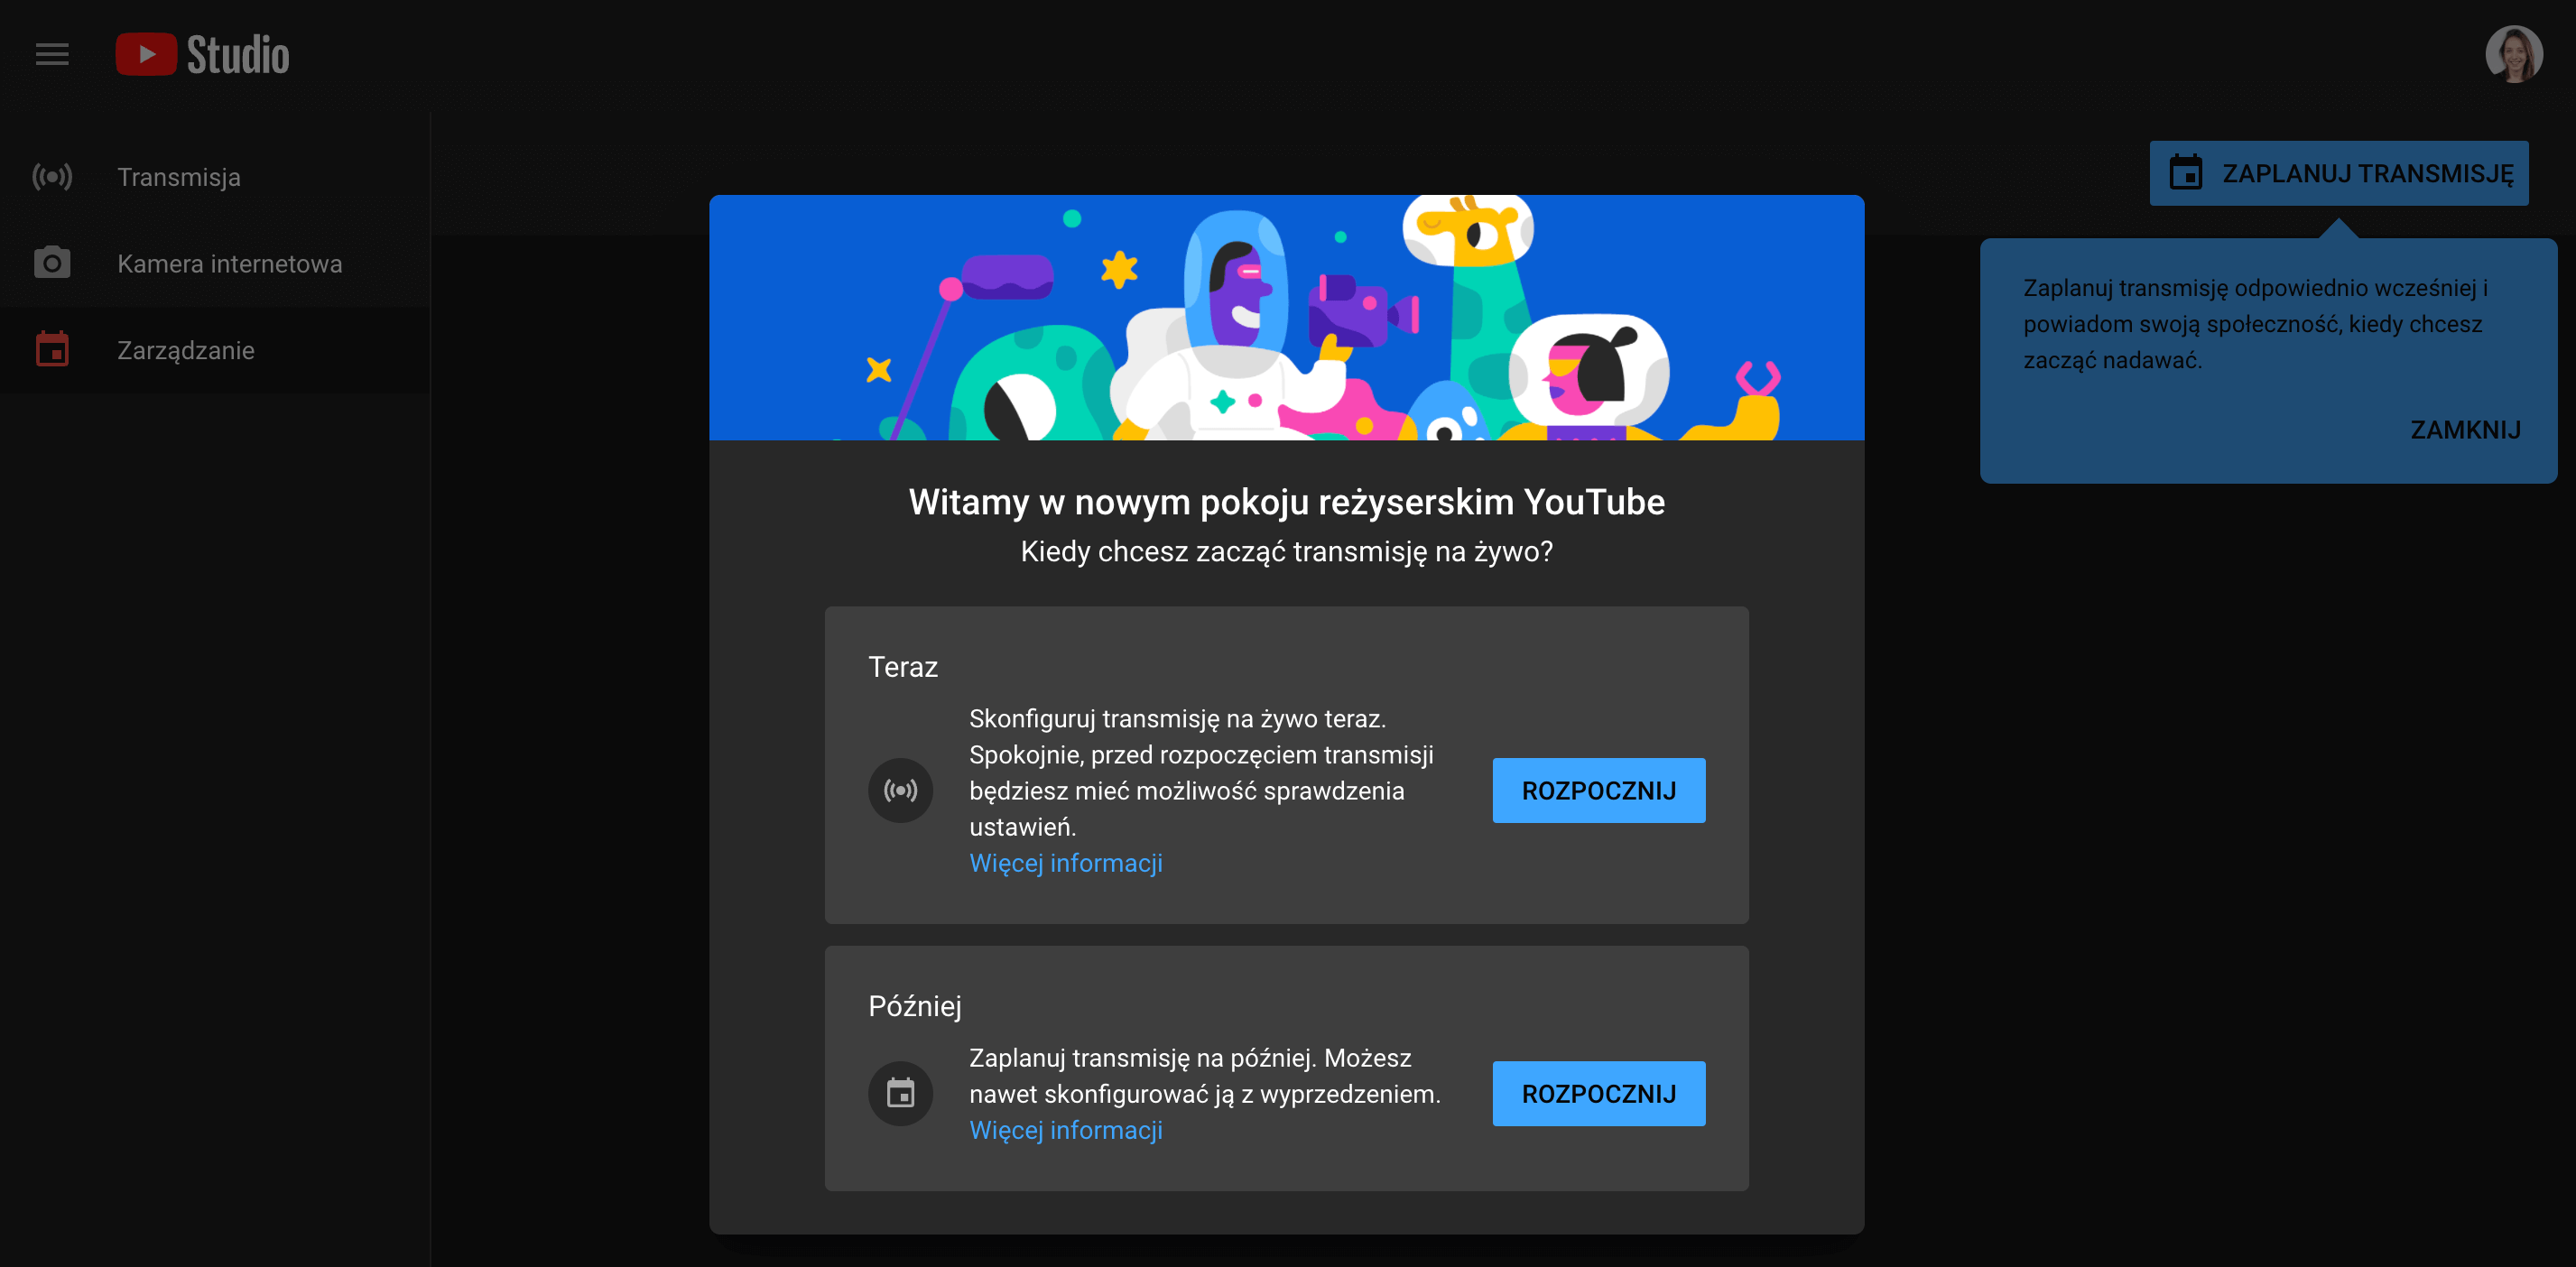 Studio
Transmisja
Kamera internetowa
Zarządzanie
ZAPLANUJ TRANSMISJĘ
Zaplanuj transmisję odpowiednio wcześniej i
powiadom swoją społeczność, kiedy chcesz
zacząć nadawać.
ZAMKNIJ
Witamy w nowym pokoju reżyserskim YouTube
Kiedy chcesz zacząć transmisję na żywo?
Teraz
Skonfiguruj transmisję na żywo teraz.
Spokojnie, przed rozpoczęciem transmisji
będziesz mieć możliwość sprawdzenia
ustawień.
Więcej informacji
ROZPOCZNIJ
Później
Zaplanuj transmisję na później. Możesz
nawet skonfigurować ją z wyprzedzeniem.
Więcej informacji
ROZPOCZNIJ